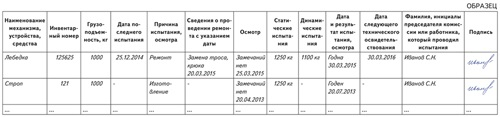 ОБРАЗЕЦ
Наименование механизма, устройства, средства
Инвентарный номер
Грузоподъемность, кг
Дата последнего испытания
Причина испытания, осмотра
Сведения о проведении ремонта с указанием даты
Осмотр
Статические испытания
Динамические испытания
Дата и результат испытания, осмотра
Дата следующего технического освидетельствования
Фамилия, инициалы председателя комиссии или работника, который проводил испытания
Подпись
Лебедка 125625 1000 25.12.2014 Ремонт Замена троса, крюка 20.03.2015 Замечаний нет 25.03.2015 1250 кг 1100 кг Годна 30.03.2015 30.03.2016 Иванов С.Н.
Строп 121 1000 - Изготовление - Замечаний нет 20.04.2013 1250 кг - Годен 20.07.2013 - Иванов С.Н.
... ... ... ... ... ... ... ... ... ... ... ... ...